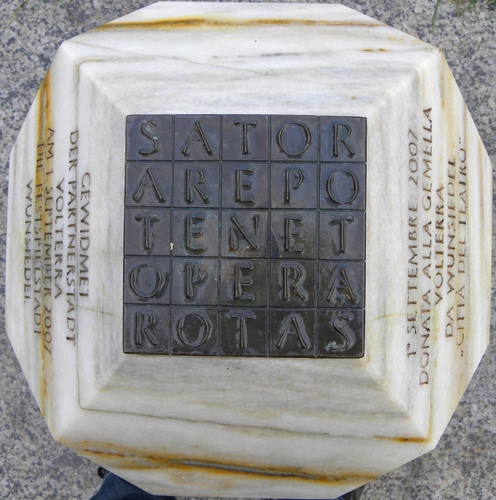 SATOR
AREPO
TENET
OPERA
ROTAS
GEWIDMET
DER PARTNERSTADT
VOLTERRA
AM 1. SEPTEMBER 2007
DIE FESTSPIELSTADT
WUNSIEDEL
1° SETTEMBRE 2007
DONATA ALLA GEMELLA
VOLTERRA
DA WUNSIEDEL
"CITTÀ DEL TEATRO"